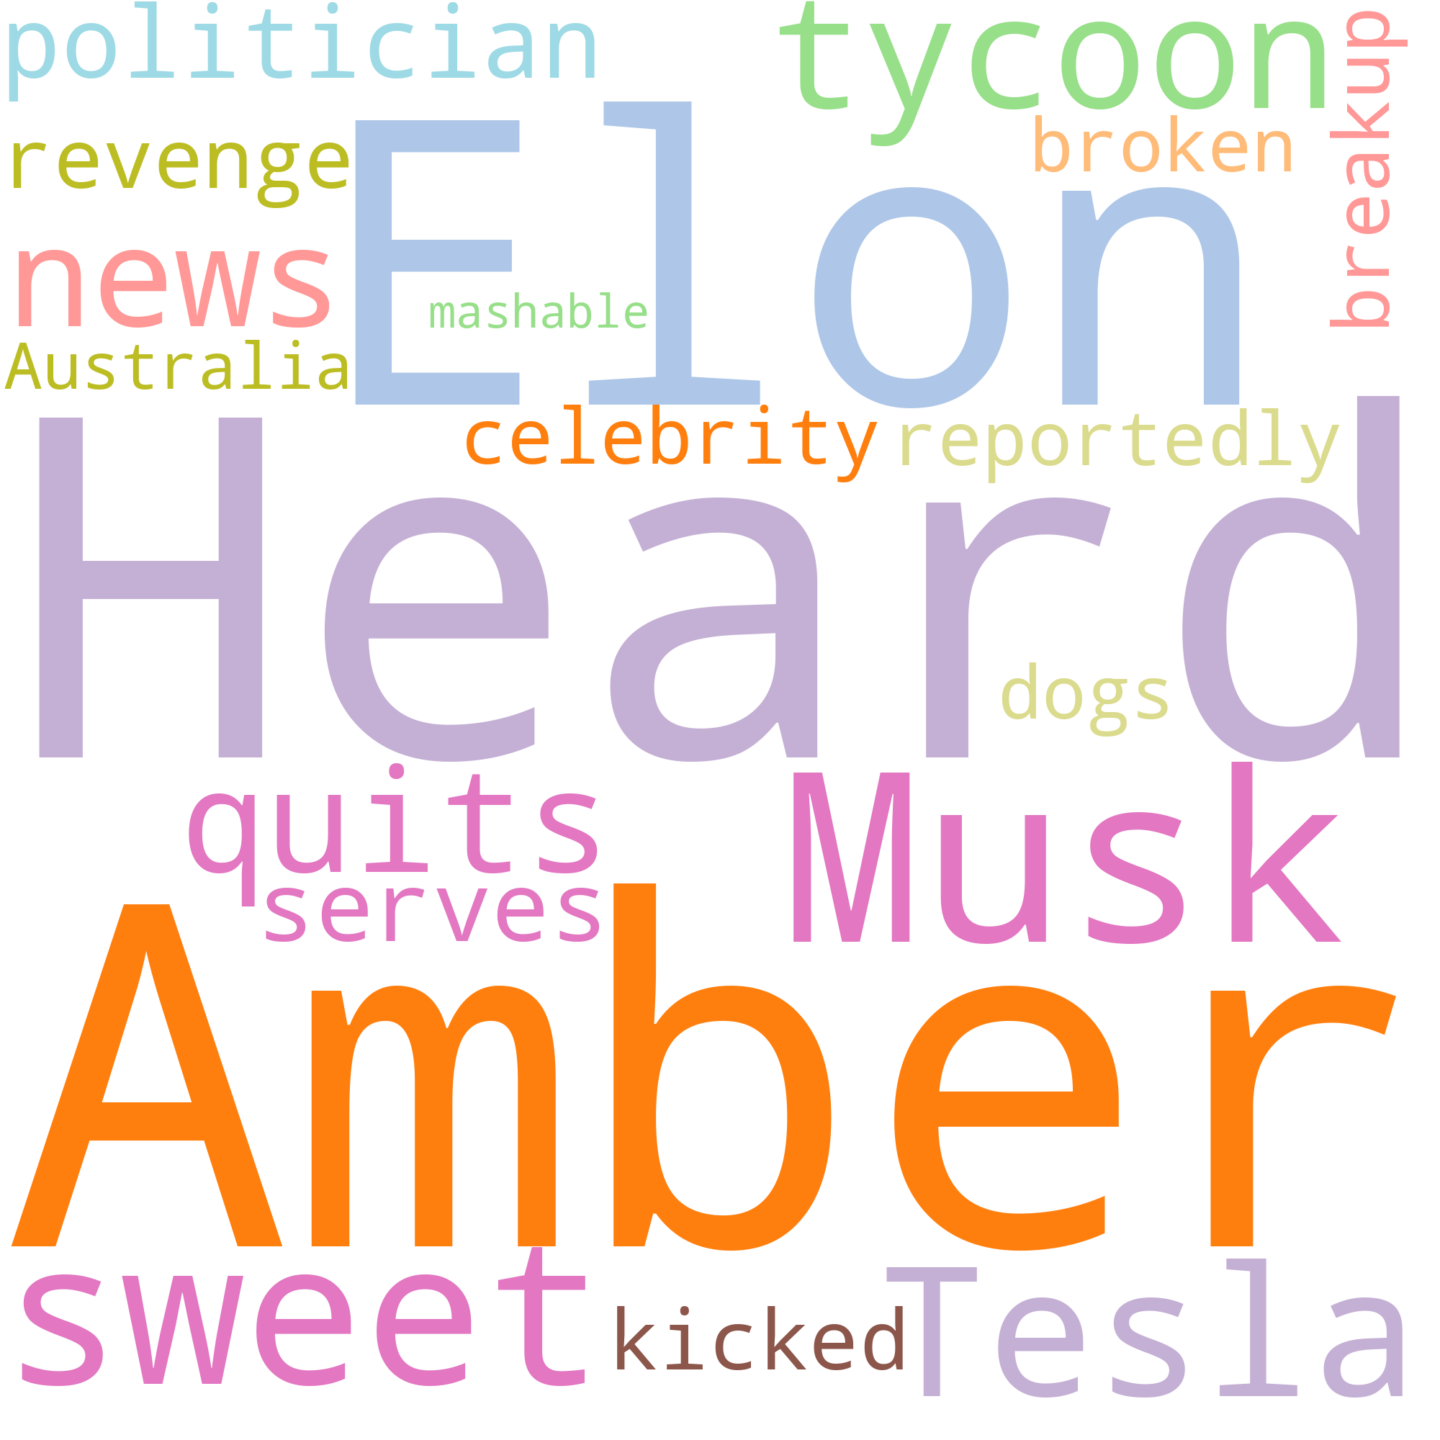 politician
tycoon
breakup
revenge
broken
Elon
news
mashable
Australia
celebrity
reportedly
Heard
dogs
quits
Musk
serves
Amber
sweet
kicked
Tesla